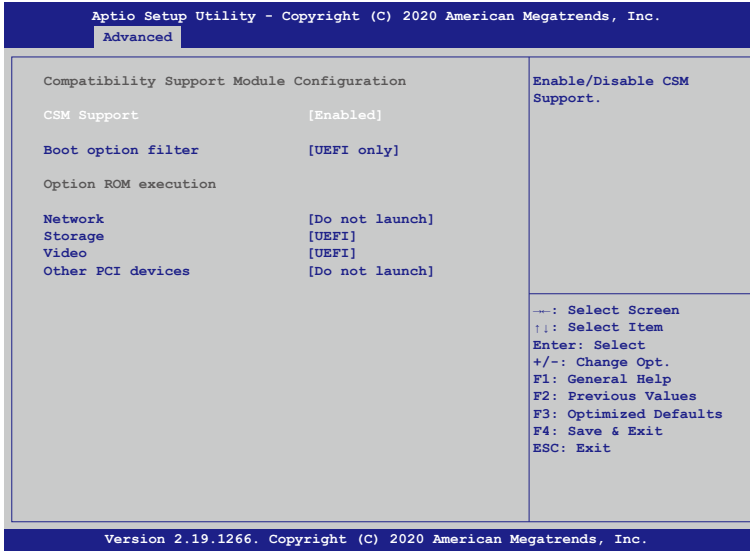 Aptio Setup Utility - Copyright (C) 2020 American Megatrends, Inc.
Advanced
Compatibility Support Module Configuration
CSM Support [Enabled]
Boot option filter [UEFI only]
Option ROM execution
Network [Do not launch]
Storage [UEFI]
Video [UEFI]
Other PCI devices [Do not launch]
Enable/Disable CSM
Support.
→←: Select Screen
↑↓: Select Item
Enter: Select
+/-: Change Opt.
F1: General Help
F2: Previous Values
F3: Optimized Defaults
F4: Save & Exit
ESC: Exit
Version 2.19.1266. Copyright (C) 2020 American Megatrends, Inc.